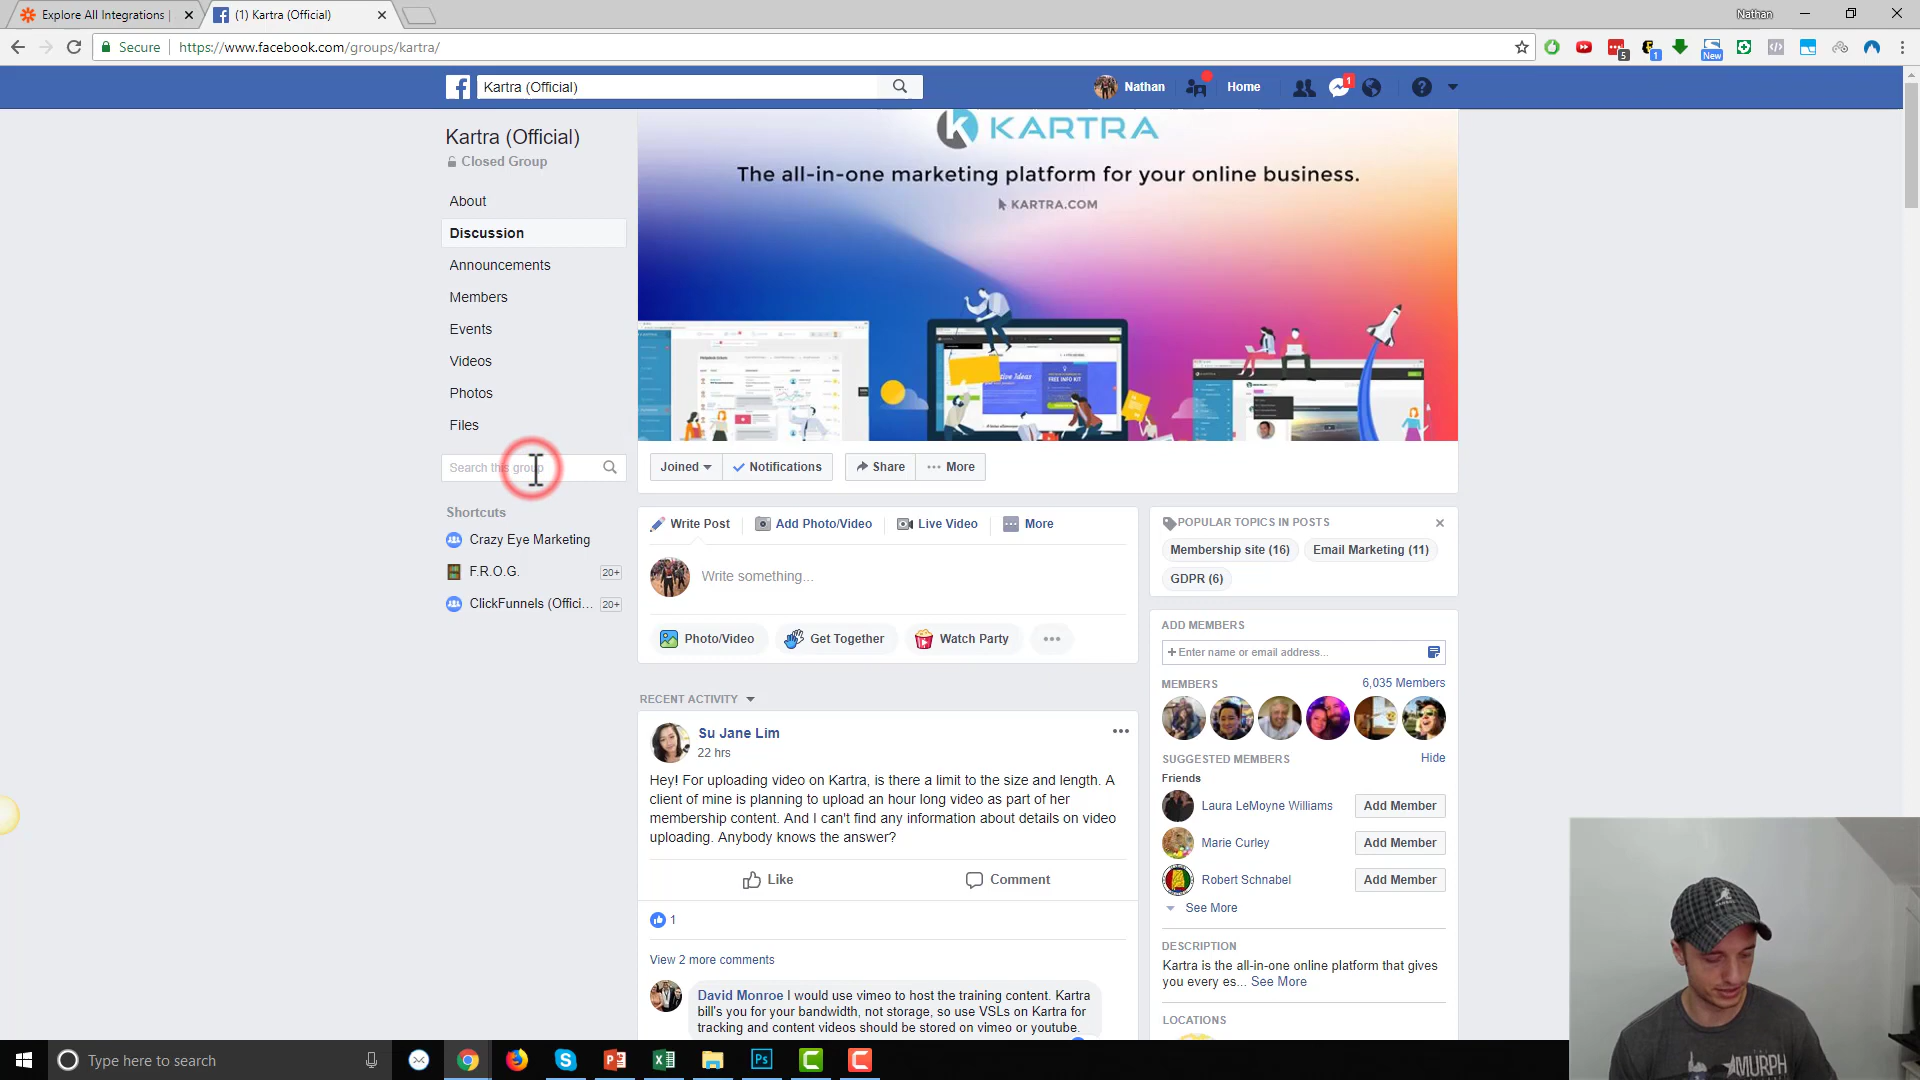 Explore All Integrations |
(1) Kartra (Official)
Nathan
Secure
https://www.facebook.com/groups/kartra/
5
1
New
Kartra (Official)
Nathan
Home
1
Kartra (Official)
Closed Group
About
Discussion
Announcements
Members
Events
Videos
Photos
Files
Search this group
Shortcuts
Crazy Eye Marketing
F.R.O.G.
20+
ClickFunnels (Offici...
20+
KARTRA
The all-in-one marketing platform for your online business.
KARTRA.COM
Joined
Notifications
Share
More
Write Post
Add Photo/Video
Live Video
More
Write something...
Photo/Video
Get Together
Watch Party
RECENT ACTIVITY
Su Jane Lim
22 hrs
Hey! For uploading video on Kartra, is there a limit to the size and length. A
client of mine is planning to upload an hour long video as part of her
membership content. And I can't find any information about details on video
uploading. Anybody knows the answer?
Like
Comment
1
View 2 more comments
David Monroe I would use vimeo to host the training content. Kartra
bill's you for your bandwidth, not storage, so use VSLs on Kartra for
tracking and content videos should be stored on vimeo or youtube.
POPULAR TOPICS IN POSTS
Membership site (16)
Email Marketing (11)
GDPR (6)
ADD MEMBERS
+ Enter name or email address...
MEMBERS
6,035 Members
SUGGESTED MEMBERS
Hide
Friends
Laura LeMoyne Williams
Add Member
Marie Curley
Add Member
Robert Schnabel
Add Member
See More
DESCRIPTION
Kartra is the all-in-one online platform that gives
you every es... See More
LOCATIONS
Type here to search
MURPH